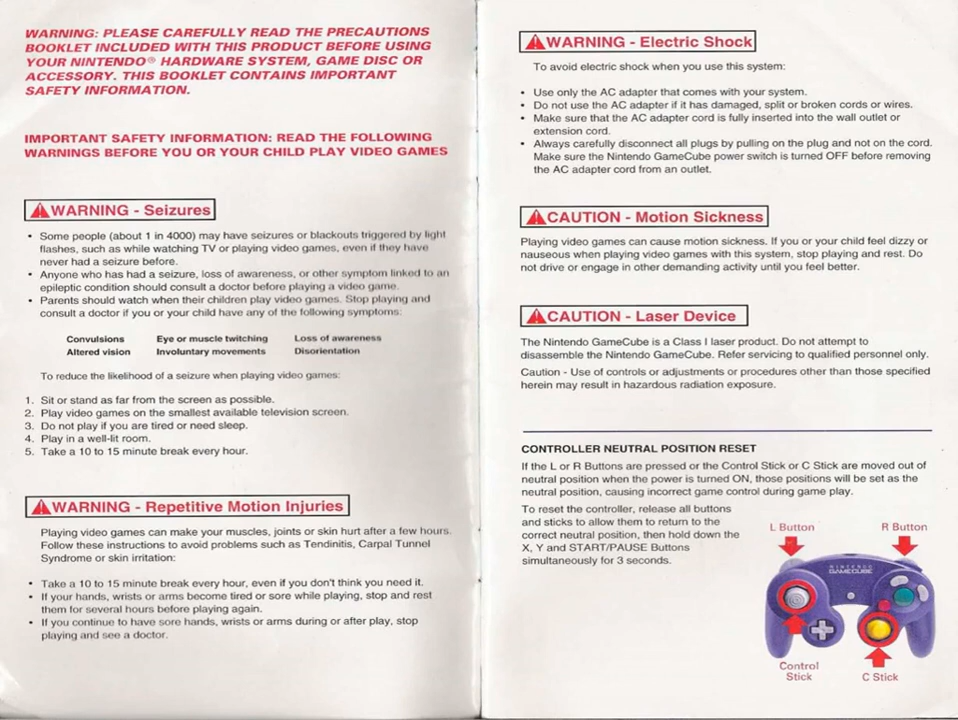 WARNING: PLEASE CAREFULLY READ THE PRECAUTIONS
BOOKLET INCLUDED WITH THIS PRODUCT BEFORE USING
YOUR NINTENDO® HARDWARE SYSTEM, GAME DISC OR
ACCESSORY. THIS BOOKLET CONTAINS IMPORTANT
SAFETY INFORMATION.
IMPORTANT SAFETY INFORMATION: READ THE FOLLOWING
WARNINGS BEFORE YOU OR YOUR CHILD PLAY VIDEO GAMES
WARNING - Seizures
• Some people (about 1 in 4000) may have seizures or blackouts triggered by light
flashes, such as while watching TV or playing video games, even if they have
never had a seizure before.
• Anyone who has had a seizure, loss of awareness, or other symptom linked to an
epileptic condition should consult a doctor before playing a video game.
• Parents should watch when their children play video games. Stop playing and
consult a doctor if you or your child have any of the following symptoms:
Convulsions Eye or muscle twitching Loss of awareness
Altered vision Involuntary movements Disorientation
To reduce the likelihood of a seizure when playing video games:
1. Sit or stand as far from the screen as possible.
2. Play video games on the smallest available television screen.
3. Do not play if you are tired or need sleep.
4. Play in a well-lit room.
5. Take a 10 to 15 minute break every hour.
WARNING - Repetitive Motion Injuries
Playing video games can make your muscles, joints or skin hurt after a few hours.
Follow these instructions to avoid problems such as Tendinitis, Carpal Tunnel
Syndrome or skin irritation:
• Take a 10 to 15 minute break every hour, even if you don't think you need it.
• If your hands, wrists or arms become tired or sore while playing, stop and rest
them for several hours before playing again.
• If you continue to have sore hands, wrists or arms during or after play, stop
playing and see a doctor.
WARNING - Electric Shock
To avoid electric shock when you use this system:
• Use only the AC adapter that comes with your system.
• Do not use the AC adapter if it has damaged, split or broken cords or wires.
• Make sure that the AC adapter cord is fully inserted into the wall outlet or
extension cord.
• Always carefully disconnect all plugs by pulling on the plug and not on the cord.
Make sure the Nintendo GameCube power switch is turned OFF before removing
the AC adapter cord from an outlet.
CAUTION - Motion Sickness
Playing video games can cause motion sickness. If you or your child feel dizzy or
nauseous when playing video games with this system, stop playing and rest. Do
not drive or engage in other demanding activity until you feel better.
CAUTION - Laser Device
The Nintendo GameCube is a Class I laser product. Do not attempt to
disassemble the Nintendo GameCube. Refer servicing to qualified personnel only.
Caution - Use of controls or adjustments or procedures other than those specified
herein may result in hazardous radiation exposure.
CONTROLLER NEUTRAL POSITION RESET
If the L or R Buttons are pressed or the Control Stick or C Stick are moved out of
neutral position when the power is turned ON, those positions will be set as the
neutral position, causing incorrect game control during game play.
To reset the controller, release all buttons
and sticks to allow them to return to the
correct neutral position, then hold down the
X, Y and START/PAUSE Buttons
simultaneously for 3 seconds.
L Button R Button
NINTENDO
GAMECUBE
Control
Stick
C Stick